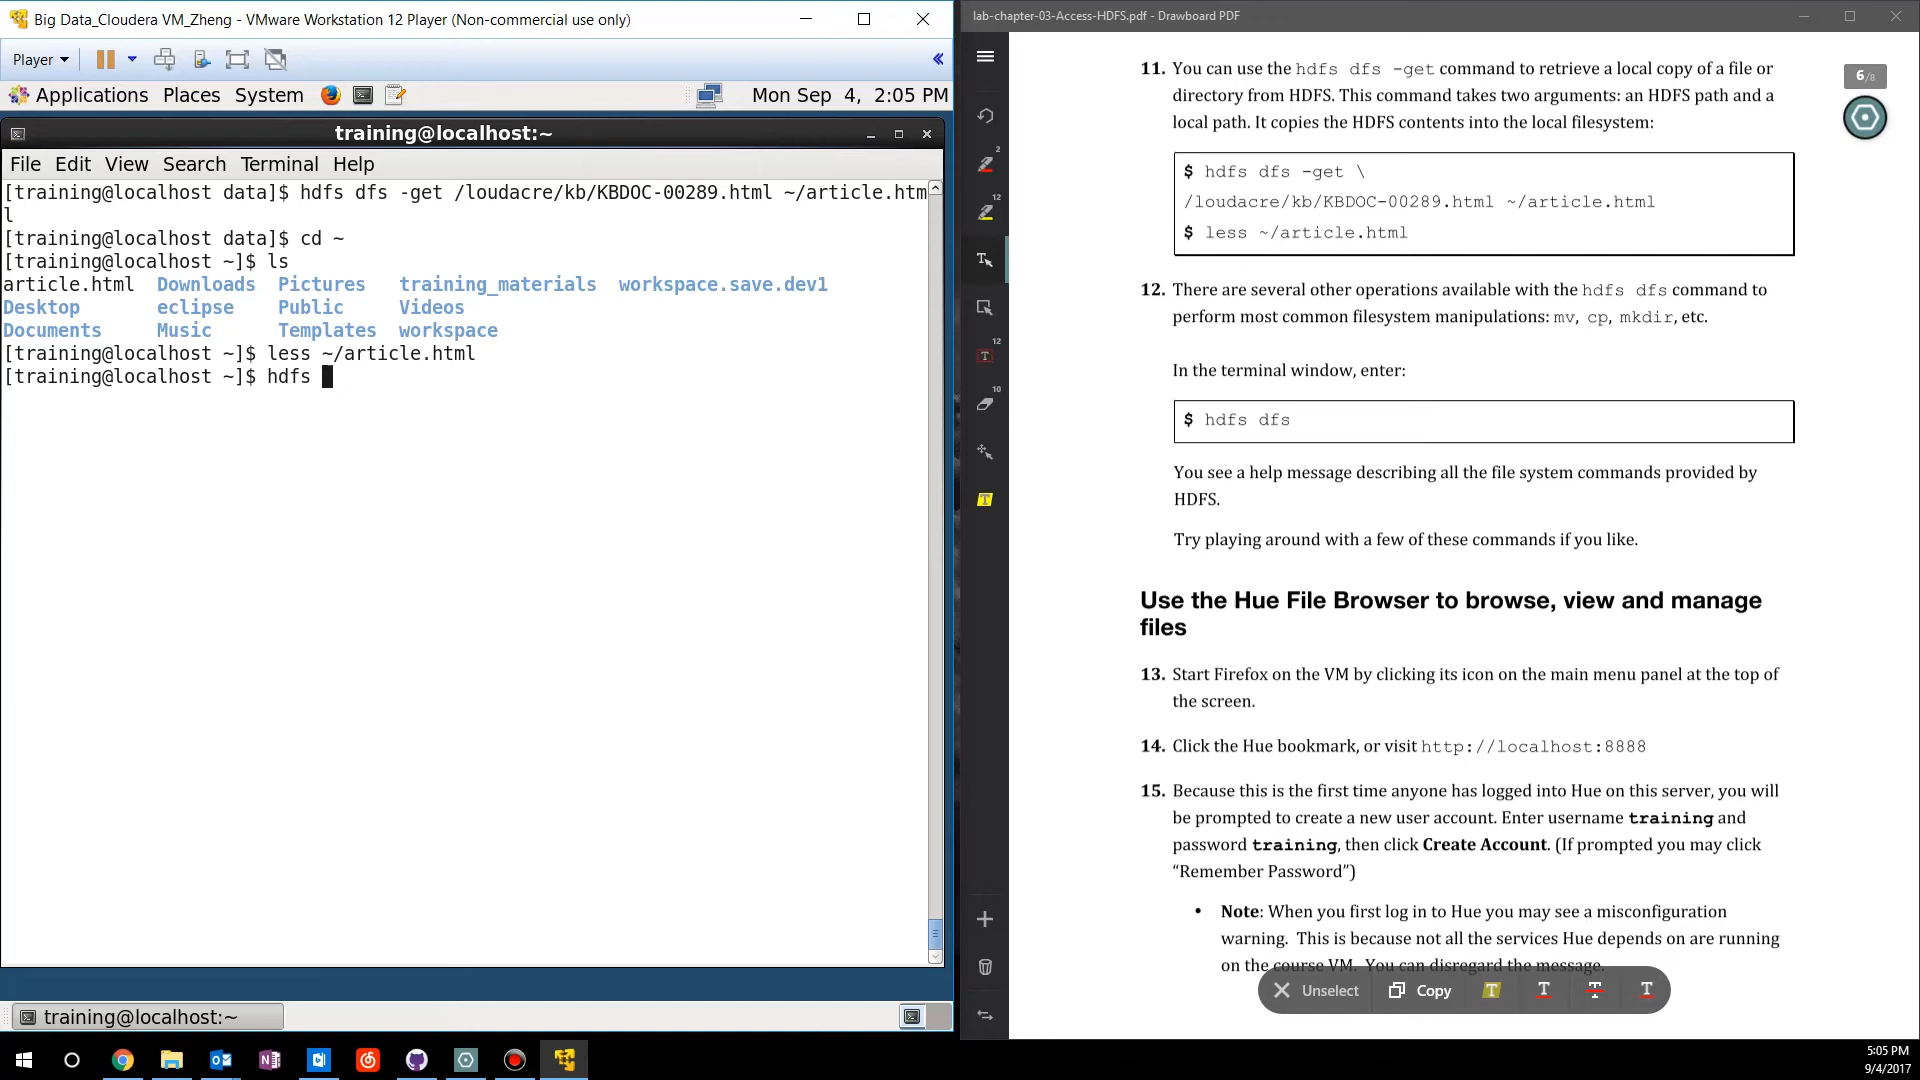 Big Data_Cloudera VM_Zheng - VMware Workstation 12 Player (Non-commercial use only)
Player
Applications Places System
Mon Sep 4, 2:05 PM
training@localhost:~
File Edit View Search Terminal Help
[training@localhost data]$ hdfs dfs -get /loudacre/kb/KBDOC-00289.html ~/article.htm
l
[training@localhost data]$ cd ~
[training@localhost ~]$ ls
article.html Downloads Pictures training_materials workspace.save.dev1
Desktop eclipse Public Videos
Documents Music Templates workspace
[training@localhost ~]$ less ~/article.html
[training@localhost ~]$ hdfs
training@localhost:~
lab-chapter-03-Access-HDFS.pdf - Drawboard PDF
2
12
T
12
10
T
6/8
11. You can use the hdfs dfs -get command to retrieve a local copy of a file or
directory from HDFS. This command takes two arguments: an HDFS path and a
local path. It copies the HDFS contents into the local filesystem:
$ hdfs dfs -get \
/loudacre/kb/KBDOC-00289.html ~/article.html
$ less ~/article.html
12. There are several other operations available with the hdfs dfs command to
perform most common filesystem manipulations: mv, cp, mkdir, etc.
In the terminal window, enter:
$ hdfs dfs
You see a help message describing all the file system commands provided by
HDFS.
Try playing around with a few of these commands if you like.
Use the Hue File Browser to browse, view and manage
files
13. Start Firefox on the VM by clicking its icon on the main menu panel at the top of
the screen.
14. Click the Hue bookmark, or visit http://localhost:8888
15. Because this is the first time anyone has logged into Hue on this server, you will
be prompted to create a new user account. Enter username training and
password training, then click Create Account. (If prompted you may click
“Remember Password”)
• Note: When you first log in to Hue you may see a misconfiguration
warning. This is because not all the services Hue depends on are running
on the course VM. You can disregard the message.
Unselect Copy T T T T
5:05 PM
9/4/2017